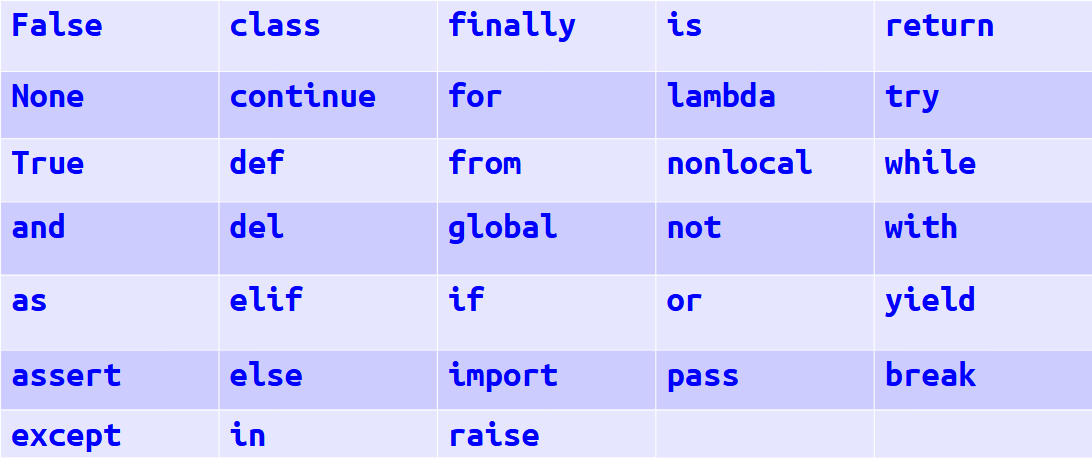 False class finally is return
None continue for lambda try
True def from nonlocal while
and del global not with
as elif if or yield
assert else import pass break
except in raise